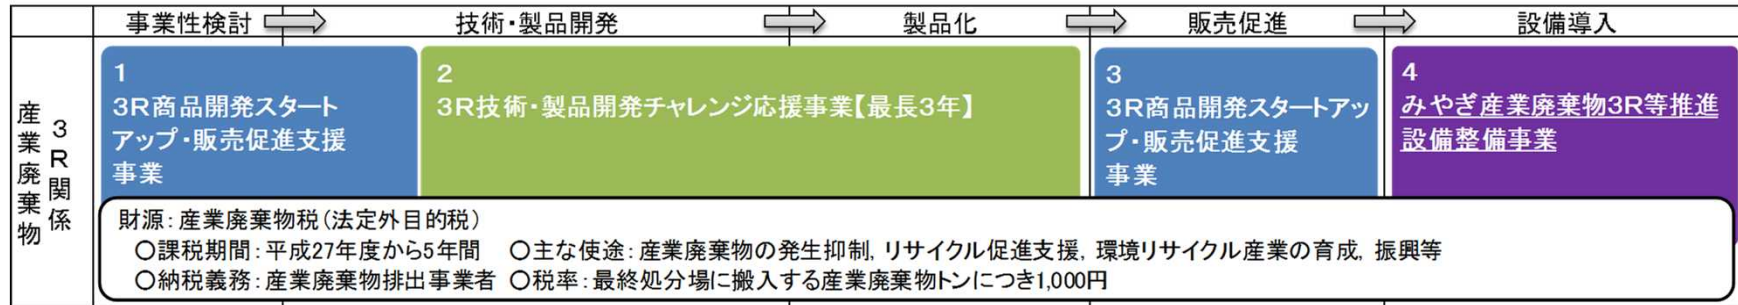 事業性検討
技術・製品開発
製品化
販売促進
設備導入
産業廃棄物
3R関係
1
3R商品開発スタート
アップ・販売促進支援
事業
2
3R技術・製品開発チャレンジ応援事業【最長3年】
3
3R商品開発スタートアッ
プ・販売促進支援
事業
4
みやぎ産業廃棄物3R等推進
設備整備事業
財源：産業廃棄物税（法定外目的税）
○課税期間：平成27年度から5年間　○主な使途：産業廃棄物の発生抑制，リサイクル促進支援，環境リサイクル産業の育成，振興等
○納税義務：産業廃棄物排出事業者　○税率：最終処分場に搬入する産業廃棄物トンにつき1,000円